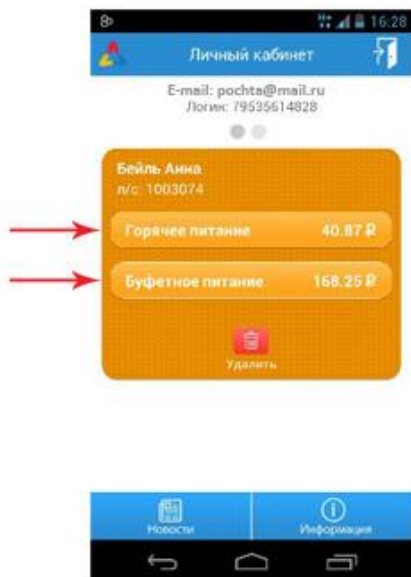 16:28
Личный кабинет
E-mail: pochta@mail.ru
Логин: 79535614828
Бейль Анна
л/с: 1003074
Горячее питание 40.87 ₽
Буфетное питание 168.25 ₽
Удалить
Новости Информация